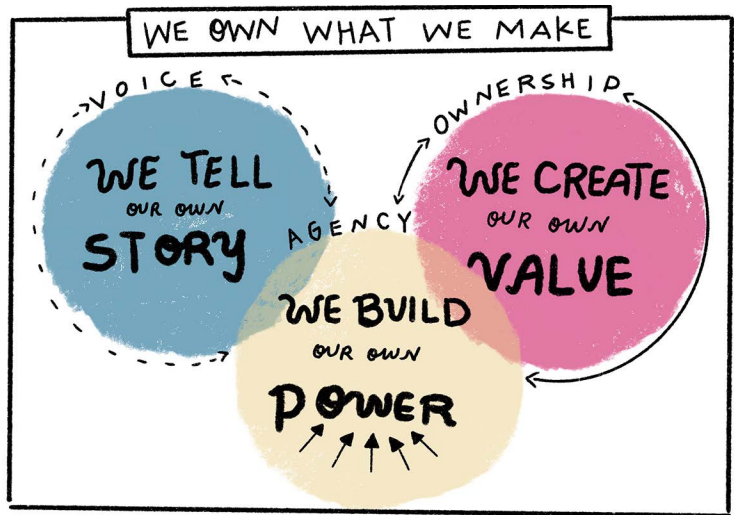 WE OWN WHAT WE MAKE
VOICE
WE TELL
OUR OWN
STORY
OWNERSHIP
WE CREATE
OUR OWN
VALUE
AGENCY
WE BUILD
OUR OWN
POWER